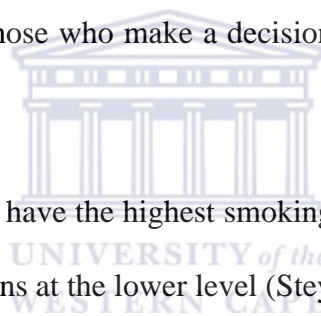 hose who make a decision
have the highest smoking
UNIVERSITY of the
ns at the lower level (Stey
WESTERN CAPE